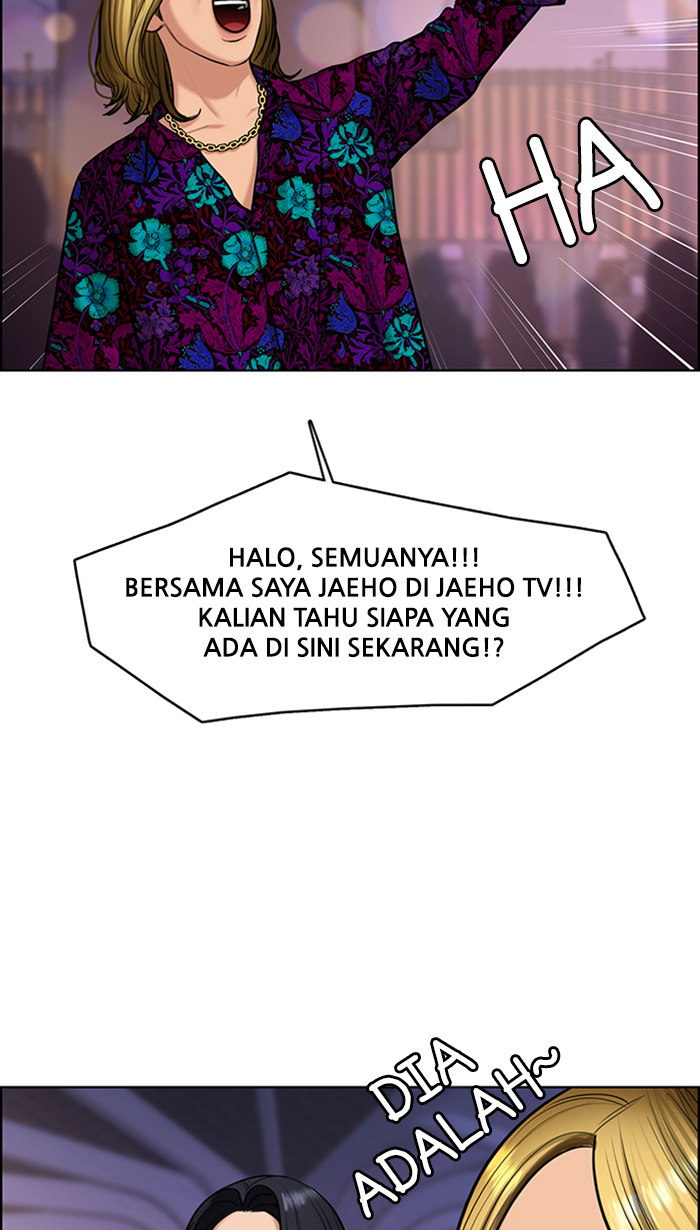 HA
HALO, SEMUANYA!!!
BERSAMA SAYA JAEHO DI JAEHO TV!!!
KALIAN TAHU SIAPA YANG
ADA DI SINI SEKARANG!?
DIA
ADALAH~